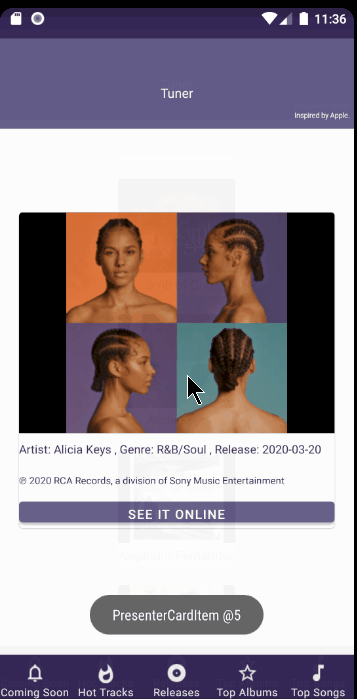 11:36
Tuner
Inspired by Apple.
Artist: Alicia Keys , Genre: R&B/Soul , Release: 2020-03-20
℗ 2020 RCA Records, a division of Sony Music Entertainment
SEE IT ONLINE
PresenterCardItem @5
Coming Soon Hot Tracks Releases Top Albums Top Songs